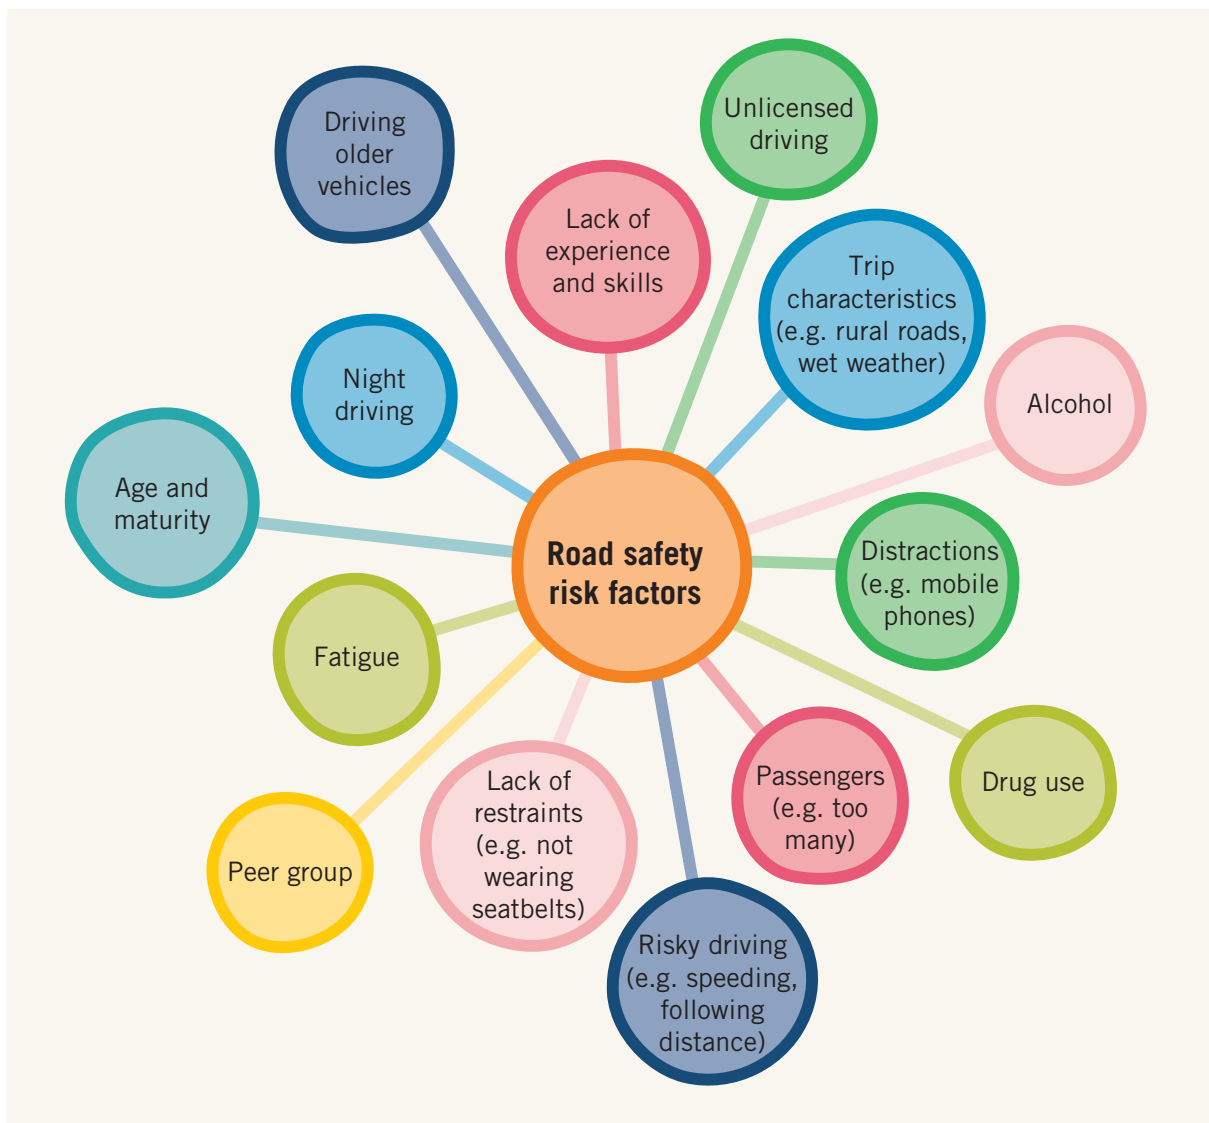 Driving
older
vehicles
Unlicensed
driving
Lack of
experience
and skills
Trip
characteristics
(e.g. rural roads,
wet weather)
Night
driving
Alcohol
Age and
maturity
Road safety
risk factors
Distractions
(e.g. mobile
phones)
Fatigue
Passengers
(e.g. too
many)
Drug use
Lack of
restraints
(e.g. not
wearing
seatbelts)
Peer group
Risky driving
(e.g. speeding,
following
distance)